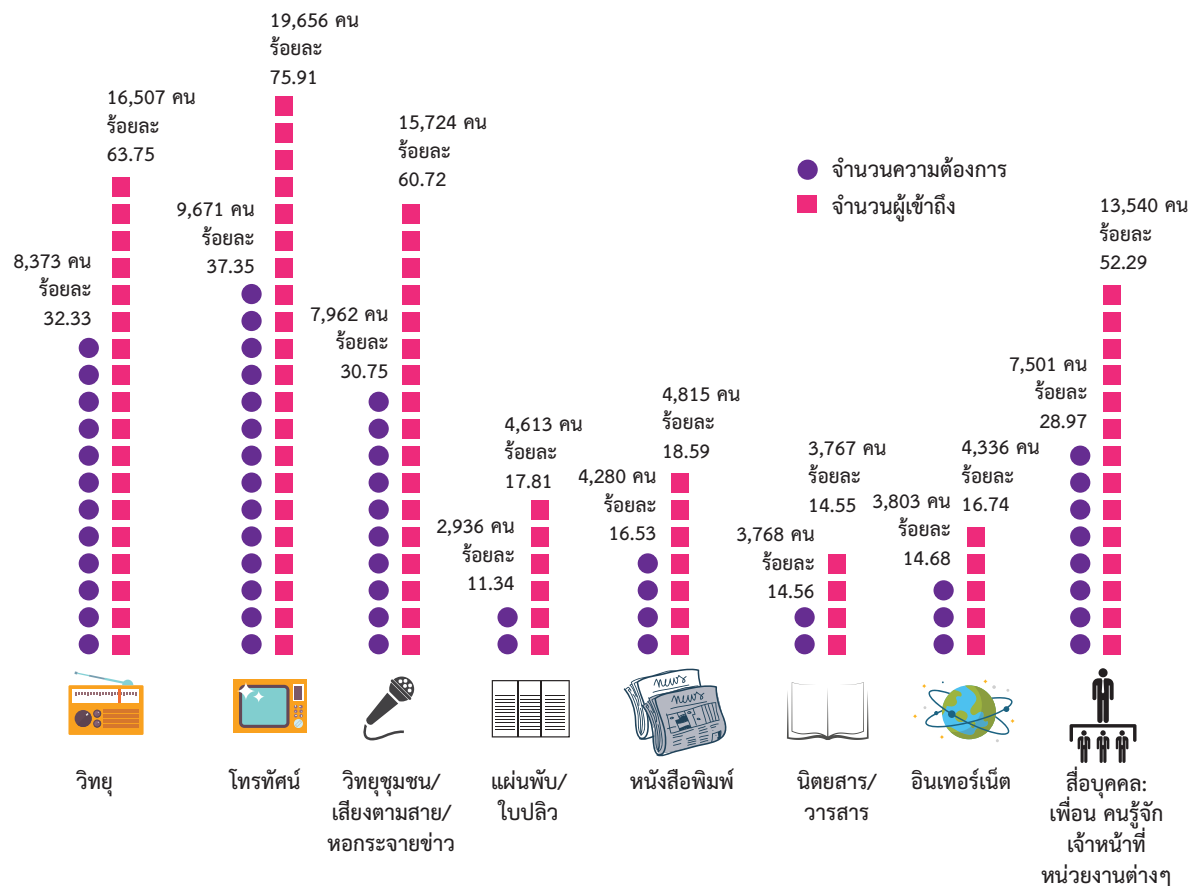 19,656 คน
ร้อยละ
75.91
16,507 คน
ร้อยละ
63.75
15,724 คน
ร้อยละ
60.72
จำนวนความต้องการ
จำนวนผู้เข้าถึง
13,540 คน
ร้อยละ
52.29
9,671 คน
ร้อยละ
37.35
8,373 คน
ร้อยละ
32.33
7,962 คน
ร้อยละ
30.75
7,501 คน
ร้อยละ
28.97
4,613 คน
ร้อยละ
17.81
4,815 คน
ร้อยละ
18.59
3,767 คน
ร้อยละ
14.55
4,336 คน
ร้อยละ
16.74
4,280 คน
ร้อยละ
16.53
2,936 คน
ร้อยละ
11.34
3,768 คน
ร้อยละ
14.56
3,803 คน
ร้อยละ
14.68
news
news
วิทยุ
โทรทัศน์
วิทยุชุมชน/
เสียงตามสาย/
หอกระจายข่าว
แผ่นพับ/
ใบปลิว
หนังสือพิมพ์
นิตยสาร/
วารสาร
อินเทอร์เน็ต
สื่อบุคคล:
เพื่อน คนรู้จัก
เจ้าหน้าที่
หน่วยงานต่างๆ